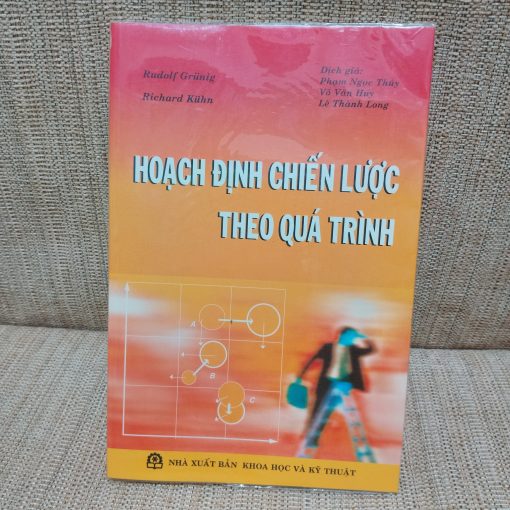 Rudolf Grünig
Richard Kühn
Dịch giả:
Phạm Ngọc Thúy
Võ Văn Huy
Lê Thành Long
HOẠCH ĐỊNH CHIẾN LƯỢC
THEO QUÁ TRÌNH
A
B
C
NHÀ XUẤT BẢN KHOA HỌC VÀ KỸ THUẬT